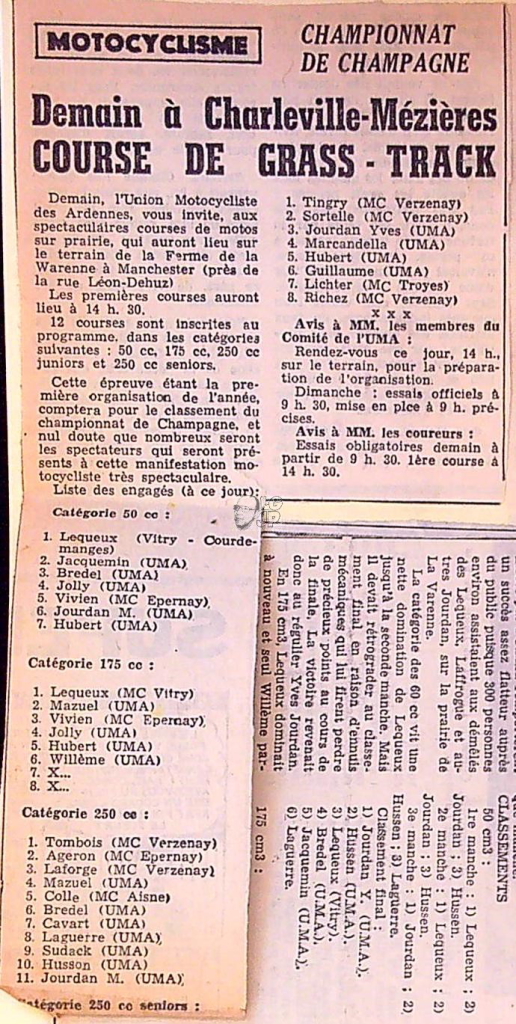 MOTOCYCLISME
CHAMPIONNAT
DE CHAMPAGNE
Demain à Charleville-Mézières
COURSE DE GRASS - TRACK
Demain, l'Union Motocycliste
des Ardennes, vous invite, aux
spectaculaires courses de motos
sur prairie, qui auront lieu sur
le terrain de la Ferme de la
Warenne à Manchester (près de
la rue Léon-Dehuz)
Les premières courses auront
lieu à 14 h. 30.
12 courses sont inscrites au
programme, dans les catégories
suivantes : 50 cc, 175 cc, 250 cc
juniors et 250 cc seniors.
Cette épreuve étant la pre-
mière organisation de l'année,
comptera pour le classement du
championnat de Champagne, et
nul doute que nombreux seront
les spectateurs qui seront pré-
sents à cette manifestation mo-
tocycliste très spectaculaire.
Liste des engagés (à ce jour):
Catégorie 50 cc :
1. Lequeux (Vitry - Courde-
manges)
2. Jacquemin (UMA)
3. Bredel (UMA)
4. Jolly (UMA)
5. Vivien (MC Epernay)
6. Jourdan M. (UMA)
7. Hubert (UMA)
Catégorie 175 cc :
1. Lequeux (MC Vitry)
2. Mazuel (UMA)
3. Vivien (MC Epernay)
4. Jolly (UMA)
5. Hubert (UMA)
6. Willème (UMA)
7. X...
8. X...
Catégorie 250 cc :
1. Tombois (MC Verzenay)
2. Ageron (MC Epernay)
3. Laforge (MC Verzenay)
4. Mazuel (UMA)
5. Colle (MC Aisne)
6. Bredel (UMA)
7. Cavart (UMA)
8. Laguerre (UMA)
9. Sudack (UMA)
10. Husson (UMA)
11. Jourdan M. (UMA)
Catégorie 250 cc seniors :
1. Tingry (MC Verzenay)
2. Sortelle (MC Verzenay)
3. Jourdan Yves (UMA)
4. Marcandella (UMA)
5. Hubert (UMA)
6. Guillaume (UMA)
7. Lichter (MC Troyes)
8. Richez (MC Verzenay)
x x x
Avis à MM. les membres du
Comité de l'UMA :
Rendez-vous ce jour, 14 h.,
sur le terrain, pour la prépara-
tion de l'organisation.
Dimanche : essais officiels à
9 h. 30, mise en plce à 9 h. pré-
cises.
Avis à MM. les coureurs :
Essais obligatoires demain à
partir de 9 h. 30. 1ère course à
14 h. 30.
succès assez flatteur auprès
du public puisque 300 personnes
environ assistaient aux démêlés
des Lequeux, Laffrogue et au-
tres Jourdan, sur la prairie de
La Varenne.
La catégorie des 60 cc vit une
nette domination de Lequeux
jusqu'à la seconde manche. Mais
il devait rétrograder au classe-
ment final en raison d'ennuis
mécaniques qui lui firent perdre
de précieux points au cours de
la finale. La victoire revenait
donc au régulier Yves Jourdan.
En 175 cm3, Lequeux dominait
à nouveau et seul Willème par-
CLASSEMENTS
50 cm3 :
1re manche : 1) Lequeux ; 2)
Jourdan ; 3) Hussen.
2e manche : 1) Lequeux ; 2)
Jourdan ; 3) Hussen.
3e manche : 1) Jourdan ; 2)
Hussen ; 3) Laguerre.
Classement final :
1) Jourdan Y. (U.M.A.).
2) Hussen (U.M.A.).
3) Lequeux (Vitry).
4) Bredel (U.M.A.).
5) Jacquemin (U.M.A.).
6) Laguerre.
175 cm3 :